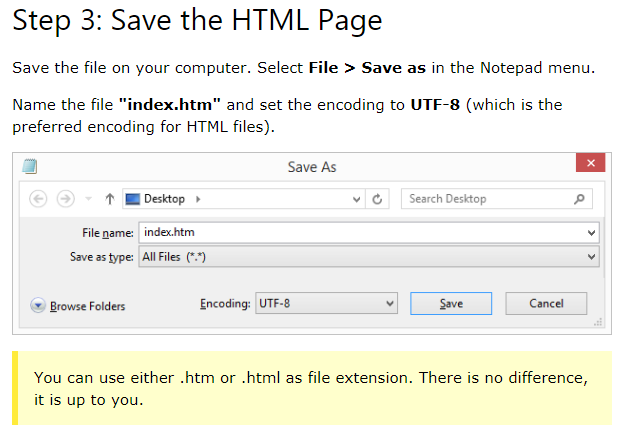 Step 3: Save the HTML Page
Save the file on your computer. Select File > Save as in the Notepad menu.
Name the file "index.htm" and set the encoding to UTF-8 (which is the
preferred encoding for HTML files).
Save As
Desktop
Search Desktop
File name: index.htm
Save as type: All Files (*.*)
Browse Folders Encoding: UTF-8 Save Cancel
You can use either .htm or .html as file extension. There is no difference,
it is up to you.